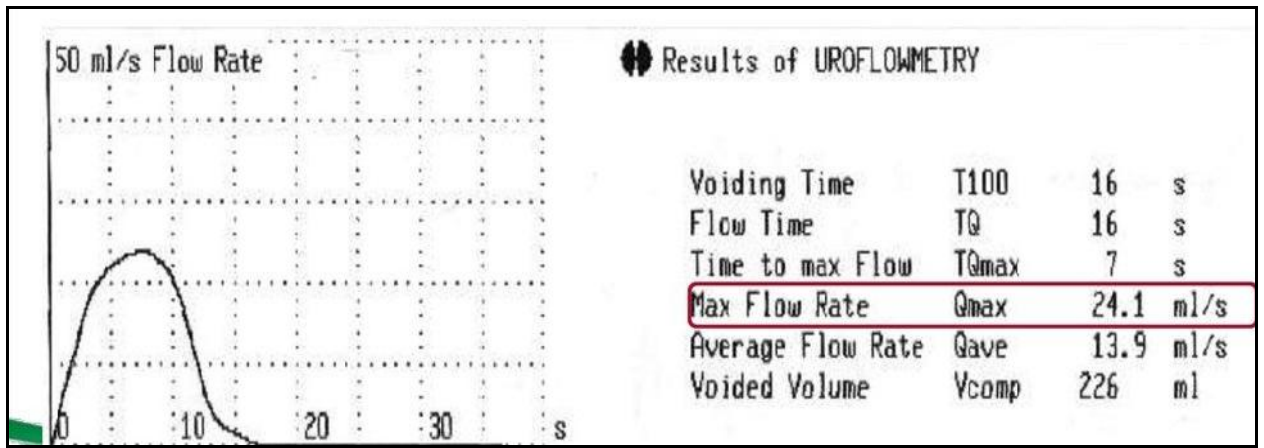 50 ml/s Flow Rate
0 10 20 30 s
Results of UROFLOWMETRY
Voiding Time T100 16 s
Flow Time TQ 16 s
Time to max Flow TQmax 7 s
Max Flow Rate Qmax 24.1 ml/s
Average Flow Rate Qave 13.9 ml/s
Voided Volume Vcomp 226 ml